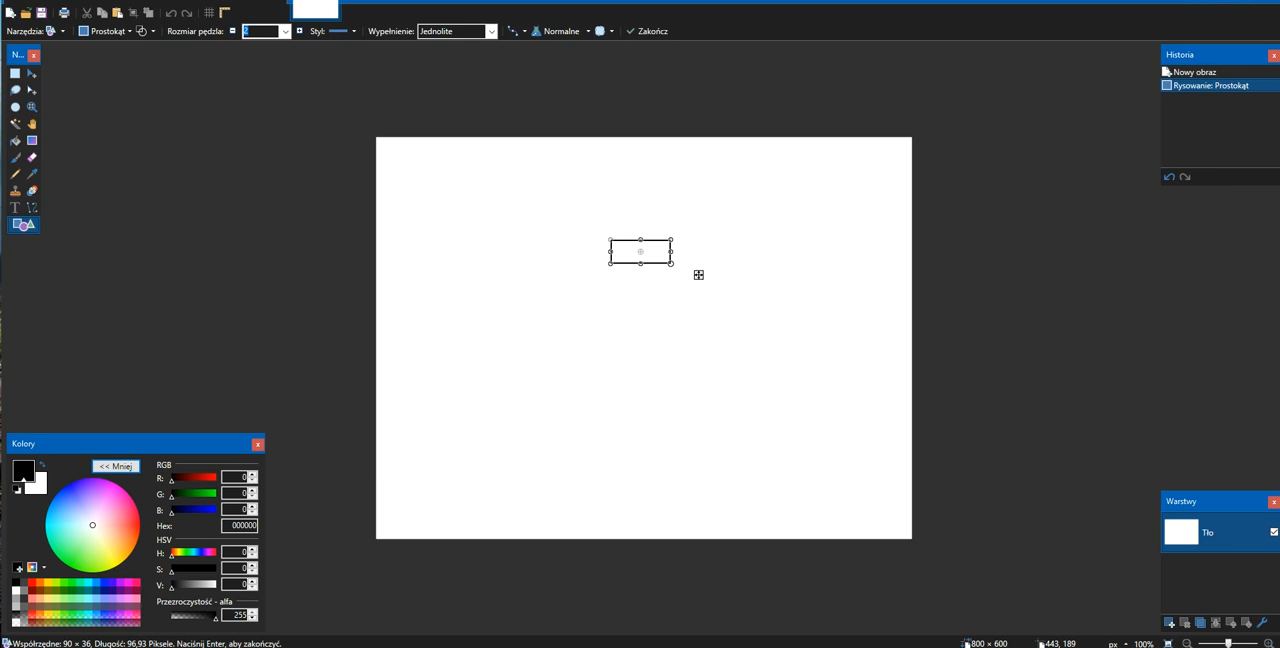 Narzędzia:
Prostokąt
Rozmiar pędzla:
2
Styl:
Wypełnienie:
Jednolite
Normalne
Zakończ
N...
Historia
Nowy obraz
Rysowanie: Prostokąt
Kolory
<< Mniej
RGB
R:
0
G:
0
B:
0
Hex:
000000
HSV
H:
0
S:
0
V:
0
Przezroczystość - alfa
255
Warstwy
Tło
Współrzędne: 90 × 36, Długość: 96,93 Piksele. Naciśnij Enter, aby zakończyć.
800 × 600
443, 189
px
100%